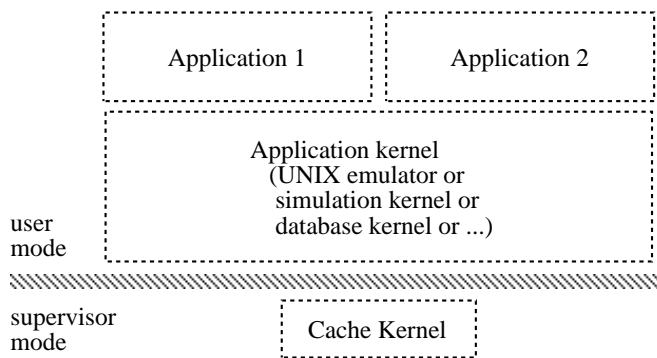 Application 1
Application 2
Application kernel
(UNIX emulator or
simulation kernel or
database kernel or ...)
user
mode
supervisor
mode
Cache Kernel